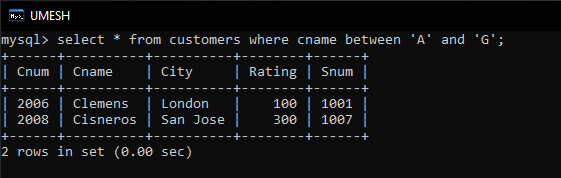 UMESH
mysql> select * from customers where cname between 'A' and 'G';
+------+----------+----------+--------+------+
| Cnum | Cname    | City     | Rating | Snum |
+------+----------+----------+--------+------+
| 2006 | Clemens  | London   |    100 | 1001 |
| 2008 | Cisneros | San Jose |    300 | 1007 |
+------+----------+----------+--------+------+
2 rows in set (0.00 sec)